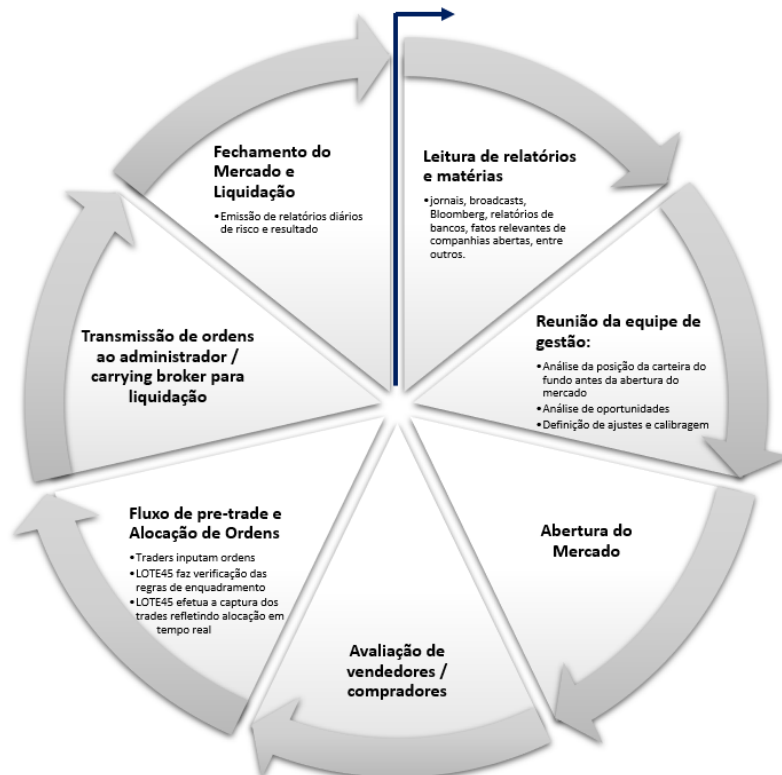 Leitura de relatórios
e matérias
•jornais, broadcasts,
Bloomberg, relatórios de
bancos, fatos relevantes de
companhias abertas, entre
outros.
Reunião da equipe de
gestão:
•Análise da posição da carteira do
fundo antes da abertura do
mercado
•Análise de oportunidades
•Definição de ajustes e calibragem
Abertura do
Mercado
Avaliação de
vendedores /
compradores
Fluxo de pre-trade e
Alocação de Ordens
•Traders inputam ordens
•LOTE45 faz verificação das
regras de enquadramento
•LOTE45 efetua a captura dos
trades refletindo alocação em
tempo real
Transmissão de ordens
ao administrador /
carrying broker para
liquidação
Fechamento do
Mercado e
Liquidação
•Emissão de relatórios diários
de risco e resultado